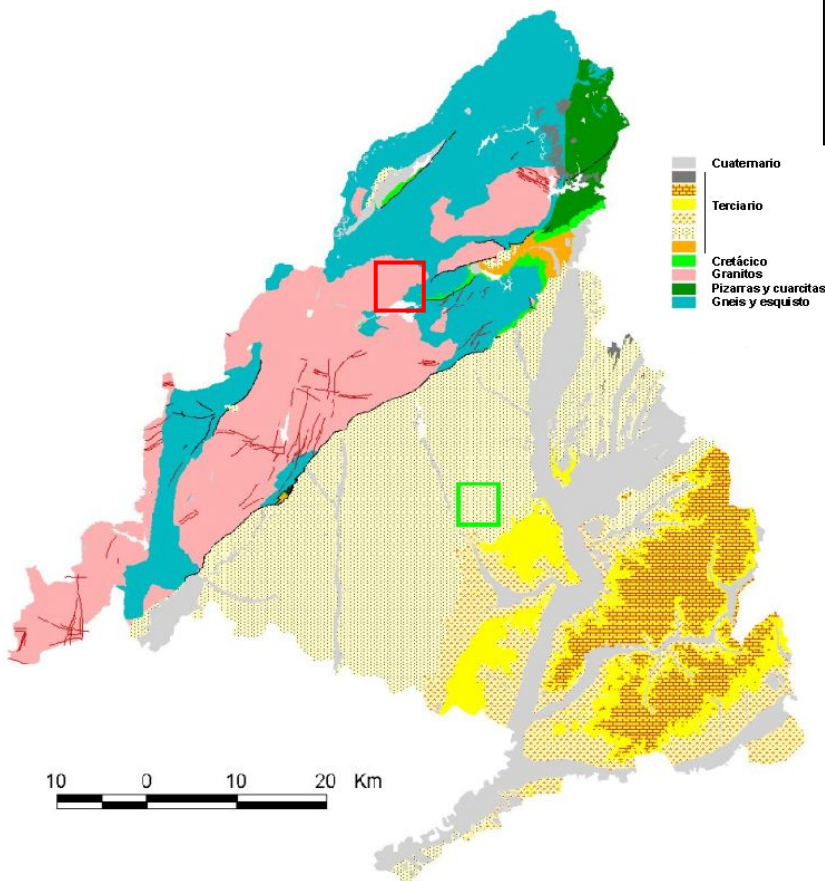 Cuaternario
Terciario
Cretácico
Granitos
Pizarras y cuarcitas
Gneis y esquisto
10 0 10 20 Km